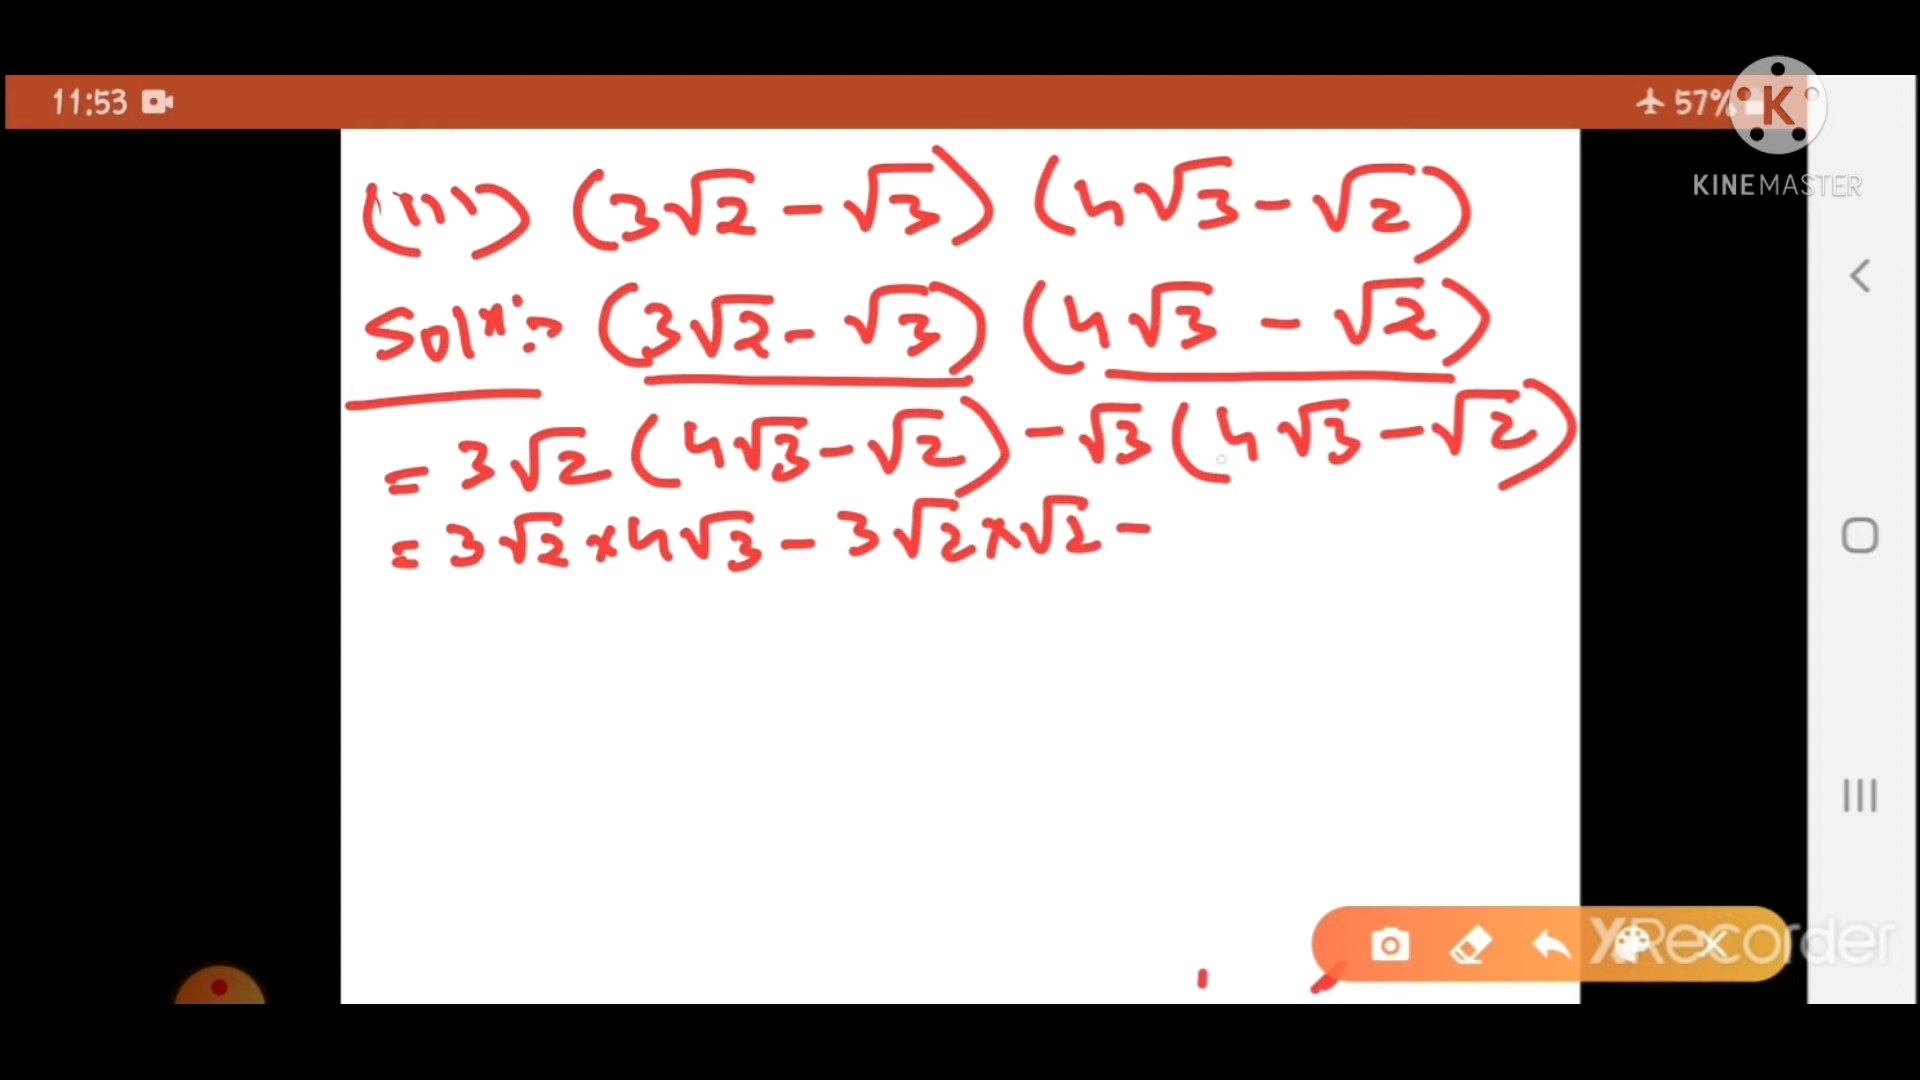 11:53 57%
KINEMASTER
(iii) (3√2 - √3) (4√3 - √2)
Solⁿ:- (3√2 - √3) (4√3 - √2)
= 3√2 (4√3 - √2) - √3 (4√3 - √2)
= 3√2 × 4√3 - 3√2 × √2 -
XRecorder